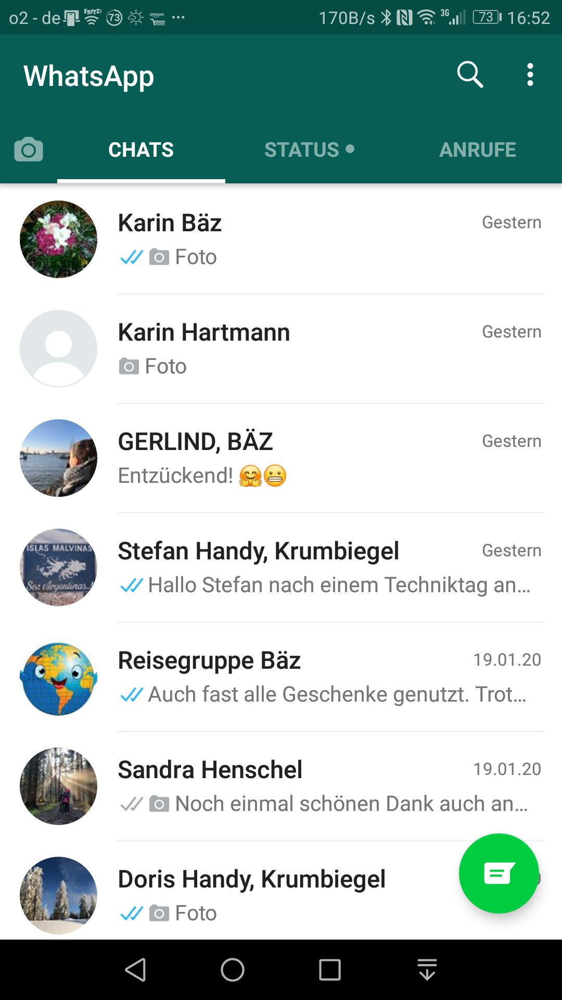 o2 - de FRITZ! 73 amazon ... 170B/s 3G 73 16:52
WhatsApp
CHATS STATUS ANRUFE
Karin Bäz Gestern
Foto
Karin Hartmann Gestern
Foto
GERLIND, BÄZ Gestern
Entzückend! 🤗😬
ISLAS MALVINAS
Stefan Handy, Krumbiegel Gestern
Hallo Stefan nach einem Techniktag an...
Argentinas
Reisegruppe Bäz 19.01.20
Auch fast alle Geschenke genutzt. Trot...
Sandra Henschel 19.01.20
Noch einmal schönen Dank auch an...
Doris Handy, Krumbiegel
Foto